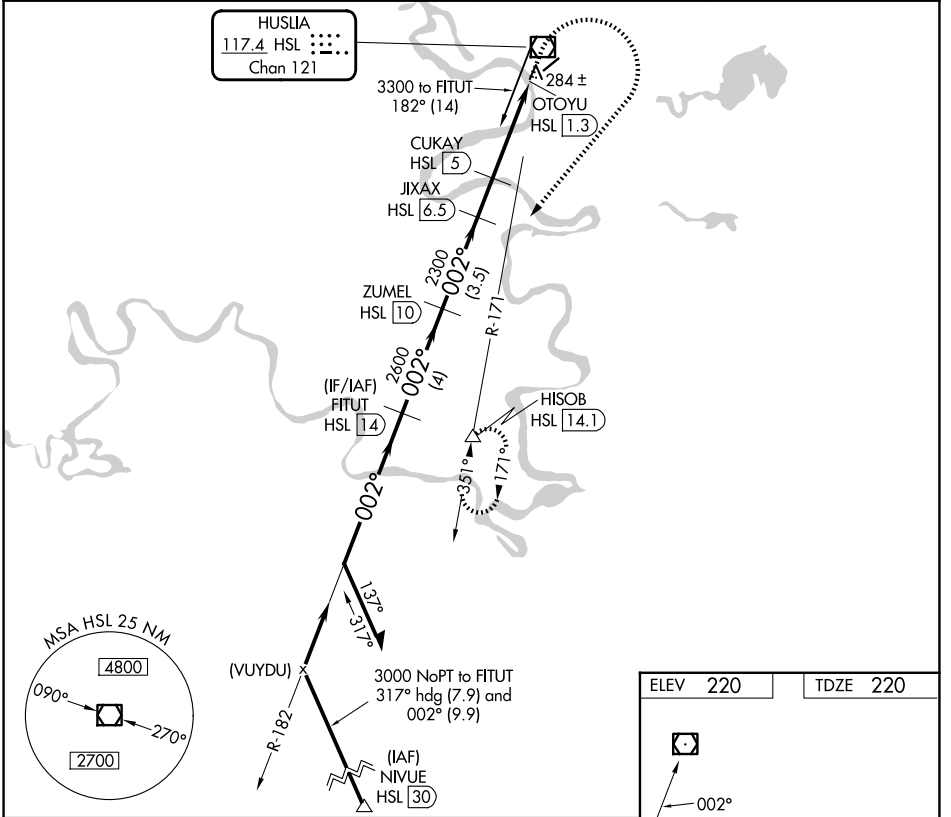 HUSLIA
117.4 HSL
Chan 121
3300 to FITUT
182° (14)
284 ±
OTOYU
HSL 1.3
CUKAY
HSL 5
JIXAX
HSL 6.5
2300
002°
(3.5)
R-171
ZUMEL
HSL 10
2600
002°
(4)
(IF/IAF)
FITUT
HSL 14
HISOB
HSL 14.1
351°
171°
002°
137°
317°
MSA HSL 25 NM
4800
090°
270°
2700
(VUYDU) x
3000 NoPT to FITUT
317° hdg (7.9) and
002° (9.9)
R-182
(IAF)
NIVUE
HSL 30
ELEV 220
TDZE 220
002°